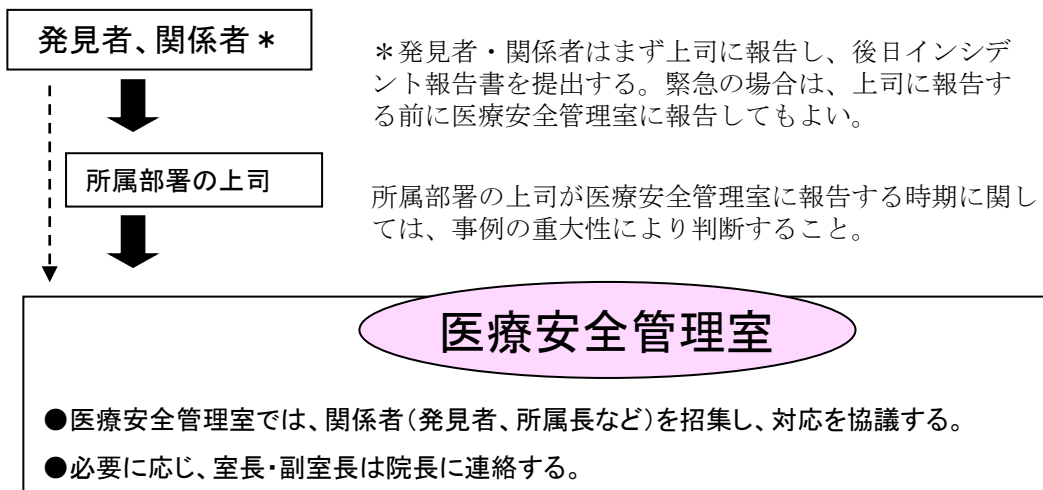 発見者、関係者＊
＊発見者・関係者はまず上司に報告し、後日インシデ
ント報告書を提出する。緊急の場合は、上司に報告す
る前に医療安全管理室に報告してもよい。
所属部署の上司
所属部署の上司が医療安全管理室に報告する時期に関し
ては、事例の重大性により判断すること。
医療安全管理室
●医療安全管理室では、関係者（発見者、所属長など）を招集し、対応を協議する。
●必要に応じ、室長・副室長は院長に連絡する。